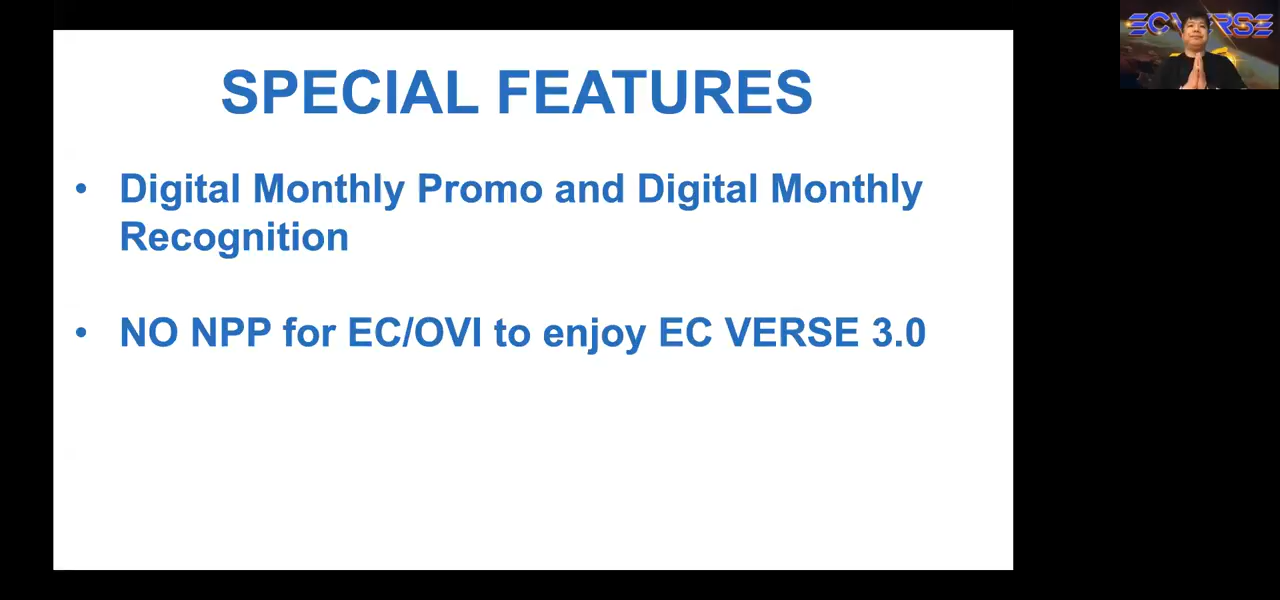 ECVERSE
SPECIAL FEATURES
• Digital Monthly Promo and Digital Monthly
Recognition
• NO NPP for EC/OVI to enjoy EC VERSE 3.0